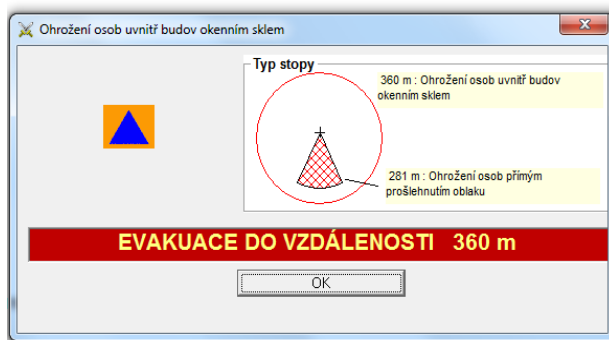 Ohrožení osob uvnitř budov okenním sklem
Typ stopy
360 m : Ohrožení osob uvnitř budov
okenním sklem
281 m : Ohrožení osob přímým
prošlehnutím oblaku
EVAKUACE DO VZDÁLENOSTI 360 m
OK